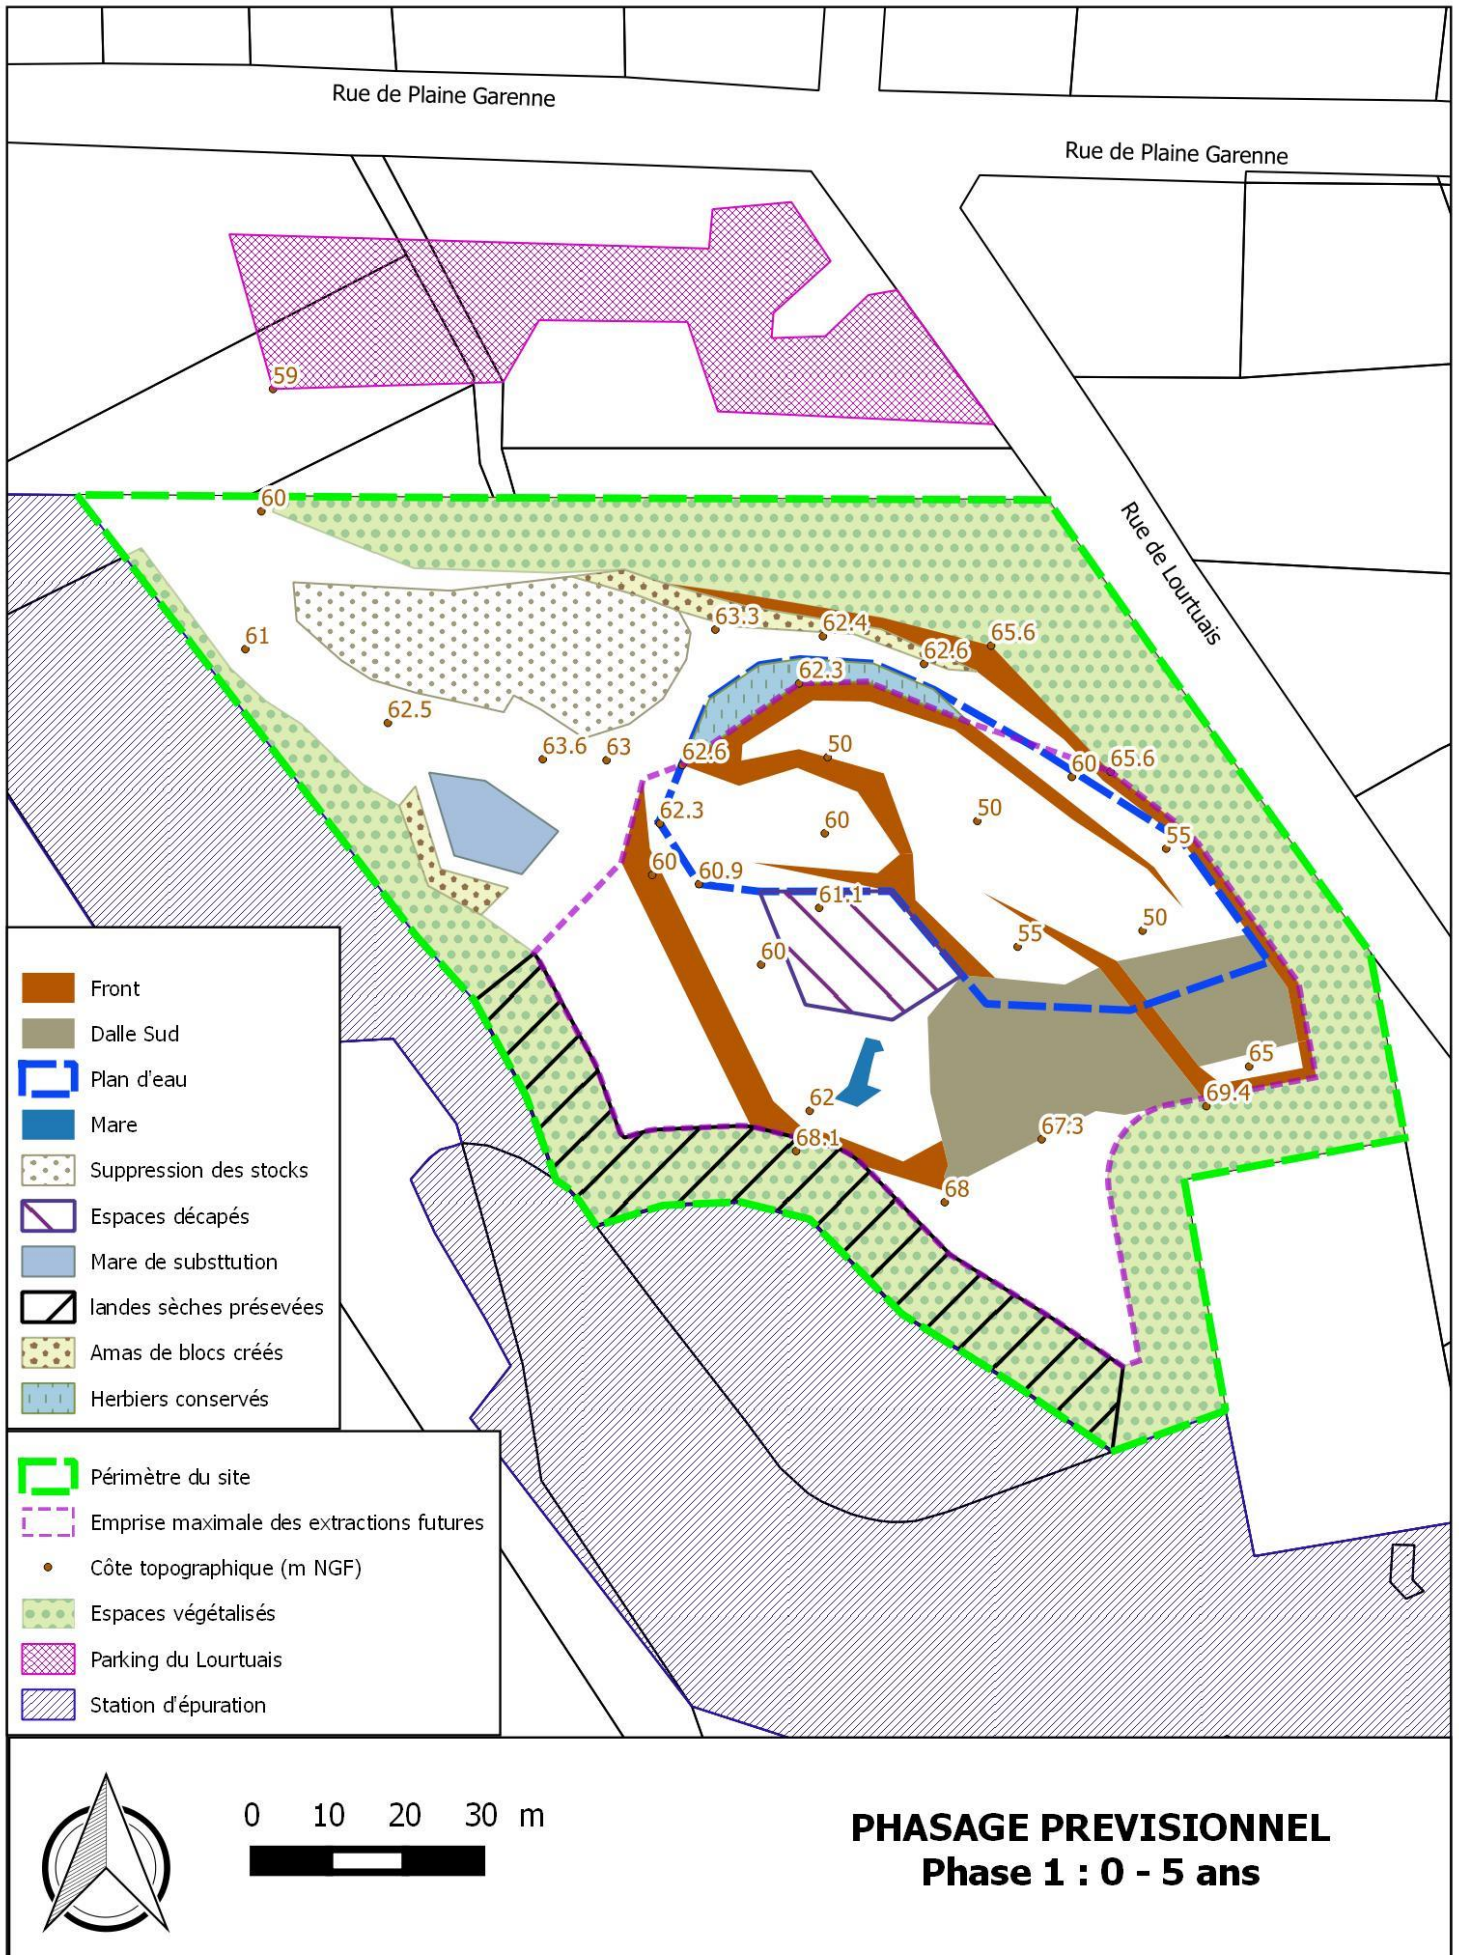 Rue de Plaine Garenne
Rue de Plaine Garenne
59
60
Rue de Lourtuais
61
63.3
62.4
62.6
65.6
62.3
62.5
63.6
63
62.6
50
60
65.6
62.3
60
50
55
60
60.9
61.1
50
55
60
65
62
69.4
68.1
67.3
68
Front
Dalle Sud
Plan d'eau
Mare
Suppression des stocks
Espaces décapés
Mare de substtution
landes sèches présevées
Amas de blocs créés
Herbiers conservés
Périmètre du site
Emprise maximale des extractions futures
Côte topographique (m NGF)
Espaces végétalisés
Parking du Lourtuais
Station d'épuration
0 10 20 30 m
PHASAGE PREVISIONNEL
Phase 1 : 0 - 5 ans